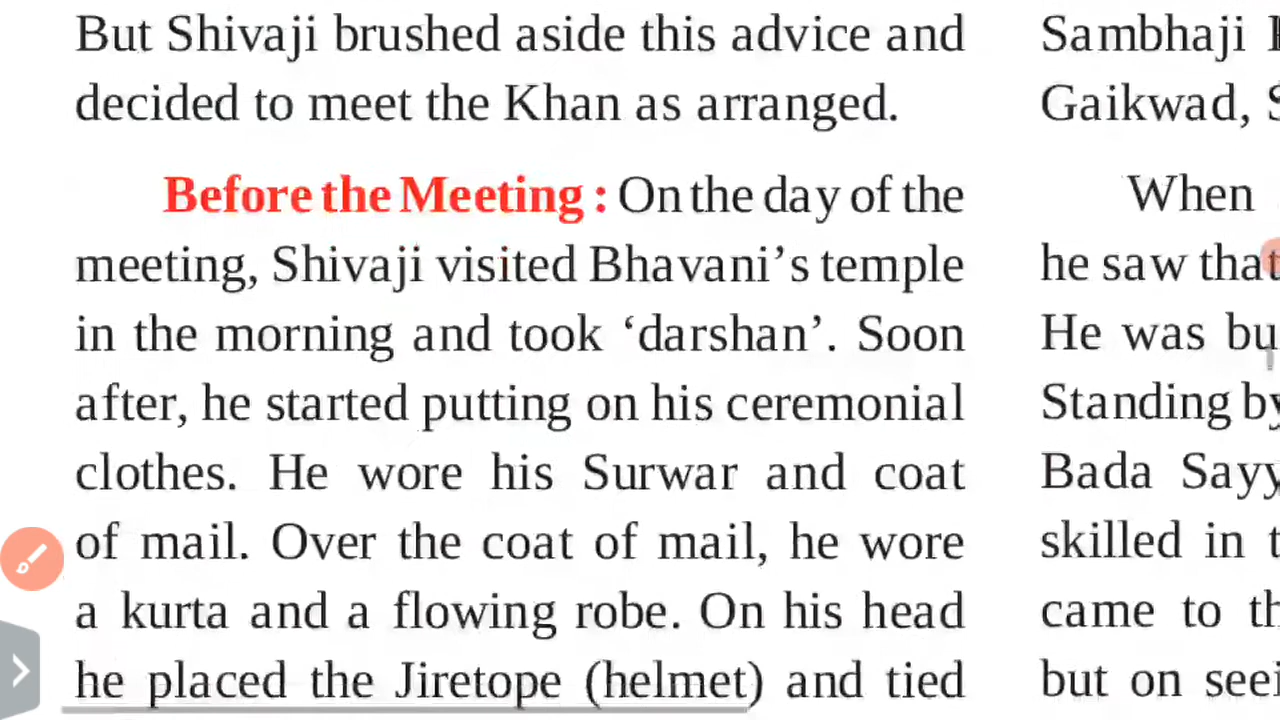 But Shivaji brushed aside this advice and
decided to meet the Khan as arranged.
Before the Meeting : On the day of the
meeting, Shivaji visited Bhavani’s temple
in the morning and took ‘darshan’. Soon
after, he started putting on his ceremonial
clothes. He wore his Surwar and coat
of mail. Over the coat of mail, he wore
a kurta and a flowing robe. On his head
he placed the Jiretope (helmet) and tied
Sambhaji
Gaikwad,
When
he saw that
He was
Standing by
Bada
skilled in
came to
but on